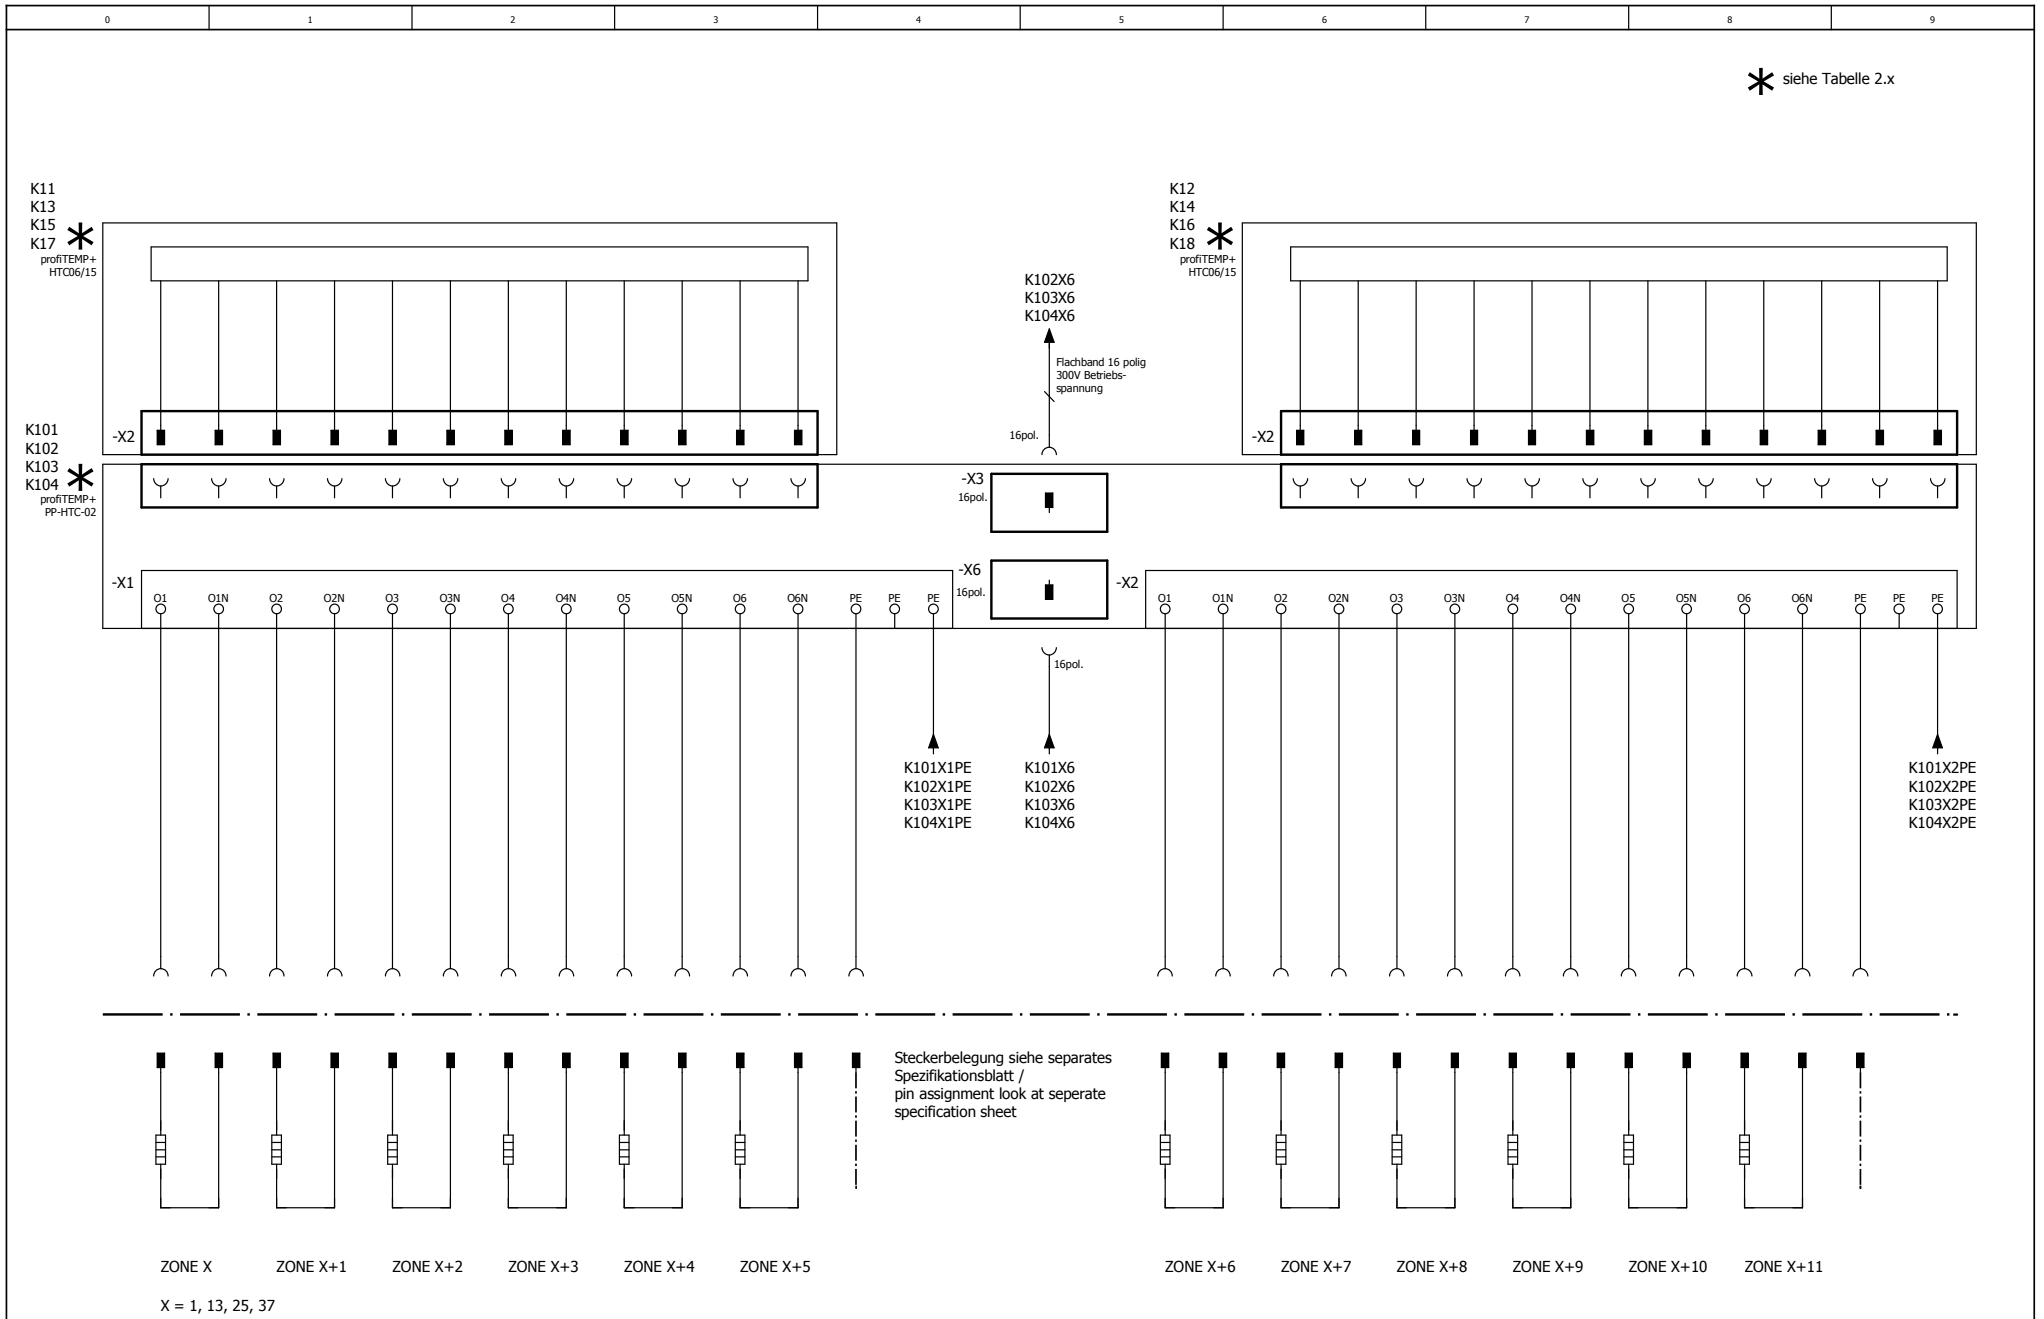 0 1 2 3 4 5 6 7 8 9
siehe Tabelle 2.x
K11
K13
K15
K17
profiTEMP+
HTC06/15
K12
K14
K16
K18
profiTEMP+
HTC06/15
K102X6
K103X6
K104X6
Flachband 16 polig
300V Betriebs-
spannung
16pol.
-X2
-X2
K101
K102
K103
K104
profiTEMP+
PP-HTC-02
-X3
16pol.
-X6
16pol.
-X1
O1 O1N O2 O2N O3 O3N O4 O4N O5 O5N O6 O6N PE PE PE
-X2
O1 O1N O2 O2N O3 O3N O4 O4N O5 O5N O6 O6N PE PE PE
16pol.
K101X1PE
K102X1PE
K103X1PE
K104X1PE
K101X6
K102X6
K103X6
K104X6
K101X2PE
K102X2PE
K103X2PE
K104X2PE
Steckerbelegung siehe separates
Spezifikationsblatt /
pin assignment look at seperate
specification sheet
ZONE X ZONE X+1 ZONE X+2 ZONE X+3 ZONE X+4 ZONE X+5 ZONE X+6 ZONE X+7 ZONE X+8 ZONE X+9 ZONE X+10 ZONE X+11
X = 1, 13, 25, 37